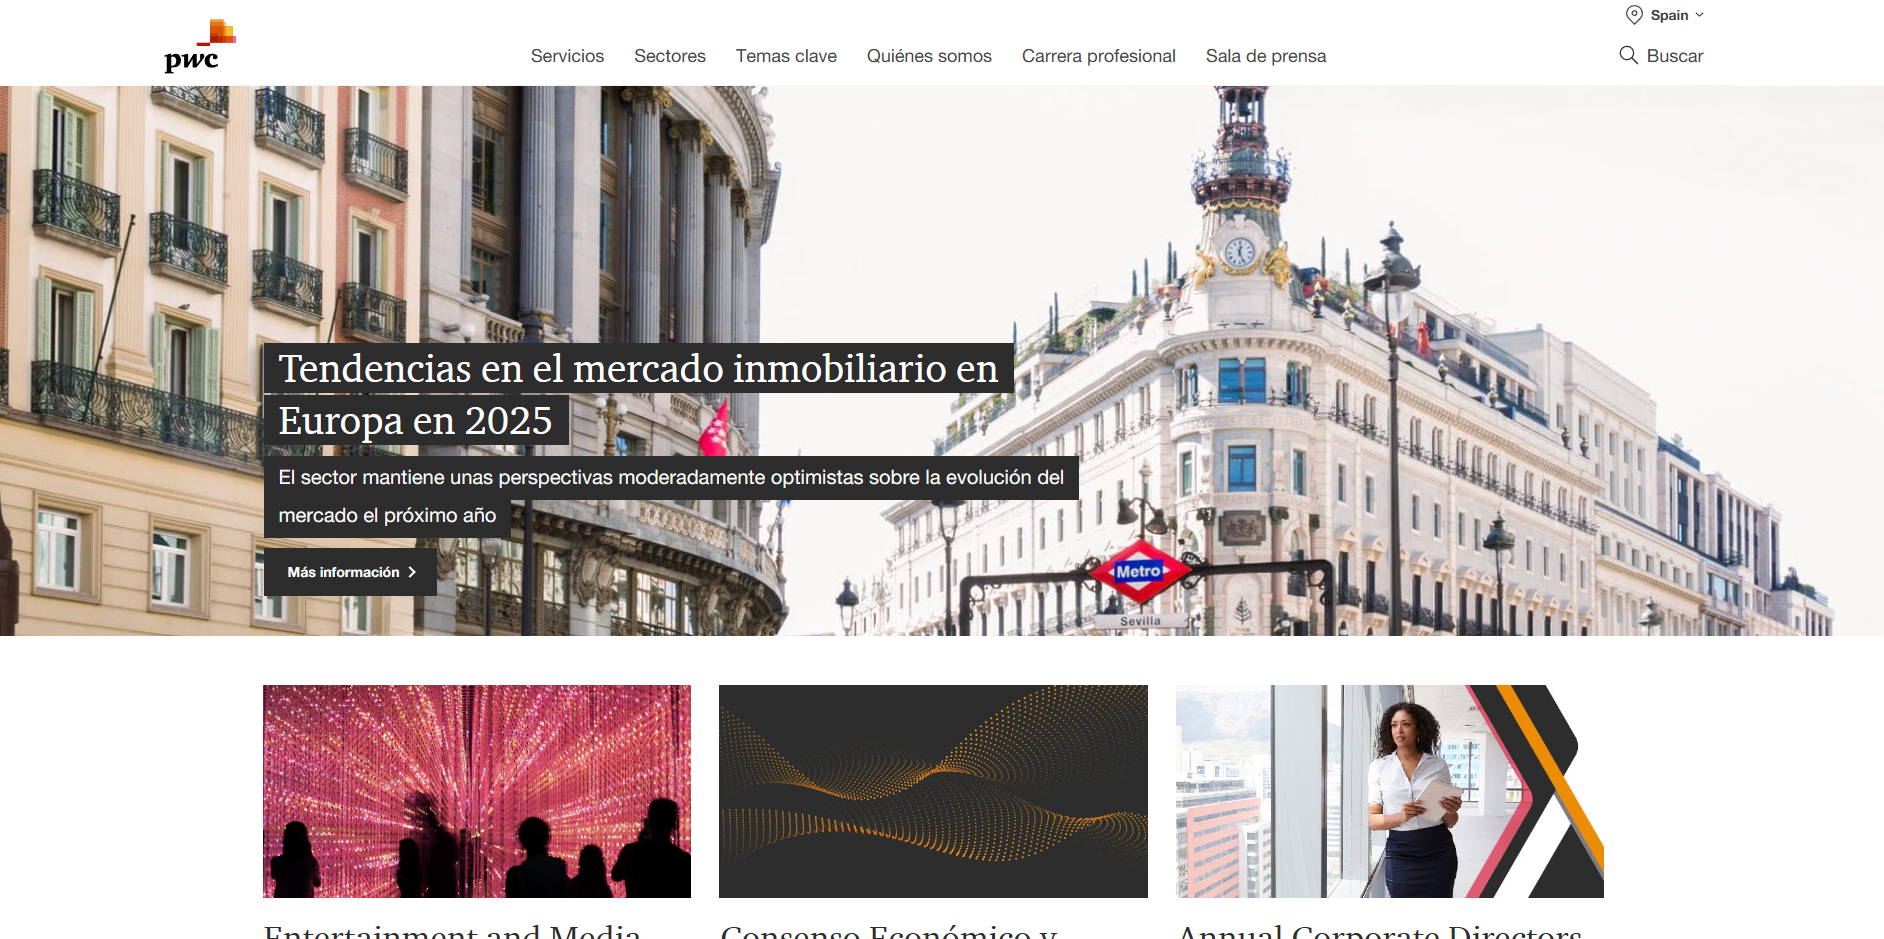 Spain
pwc
Servicios
Sectores
Temas clave
Quiénes somos
Carrera profesional
Sala de prensa
Buscar
Tendencias en el mercado inmobiliario en
Europa en 2025
El sector mantiene unas perspectivas moderadamente optimistas sobre la evolución del
mercado el próximo año
Más información
Metro
Sevilla
Entertainment and Media
Consenso Económico y
Annual Corporate Directors